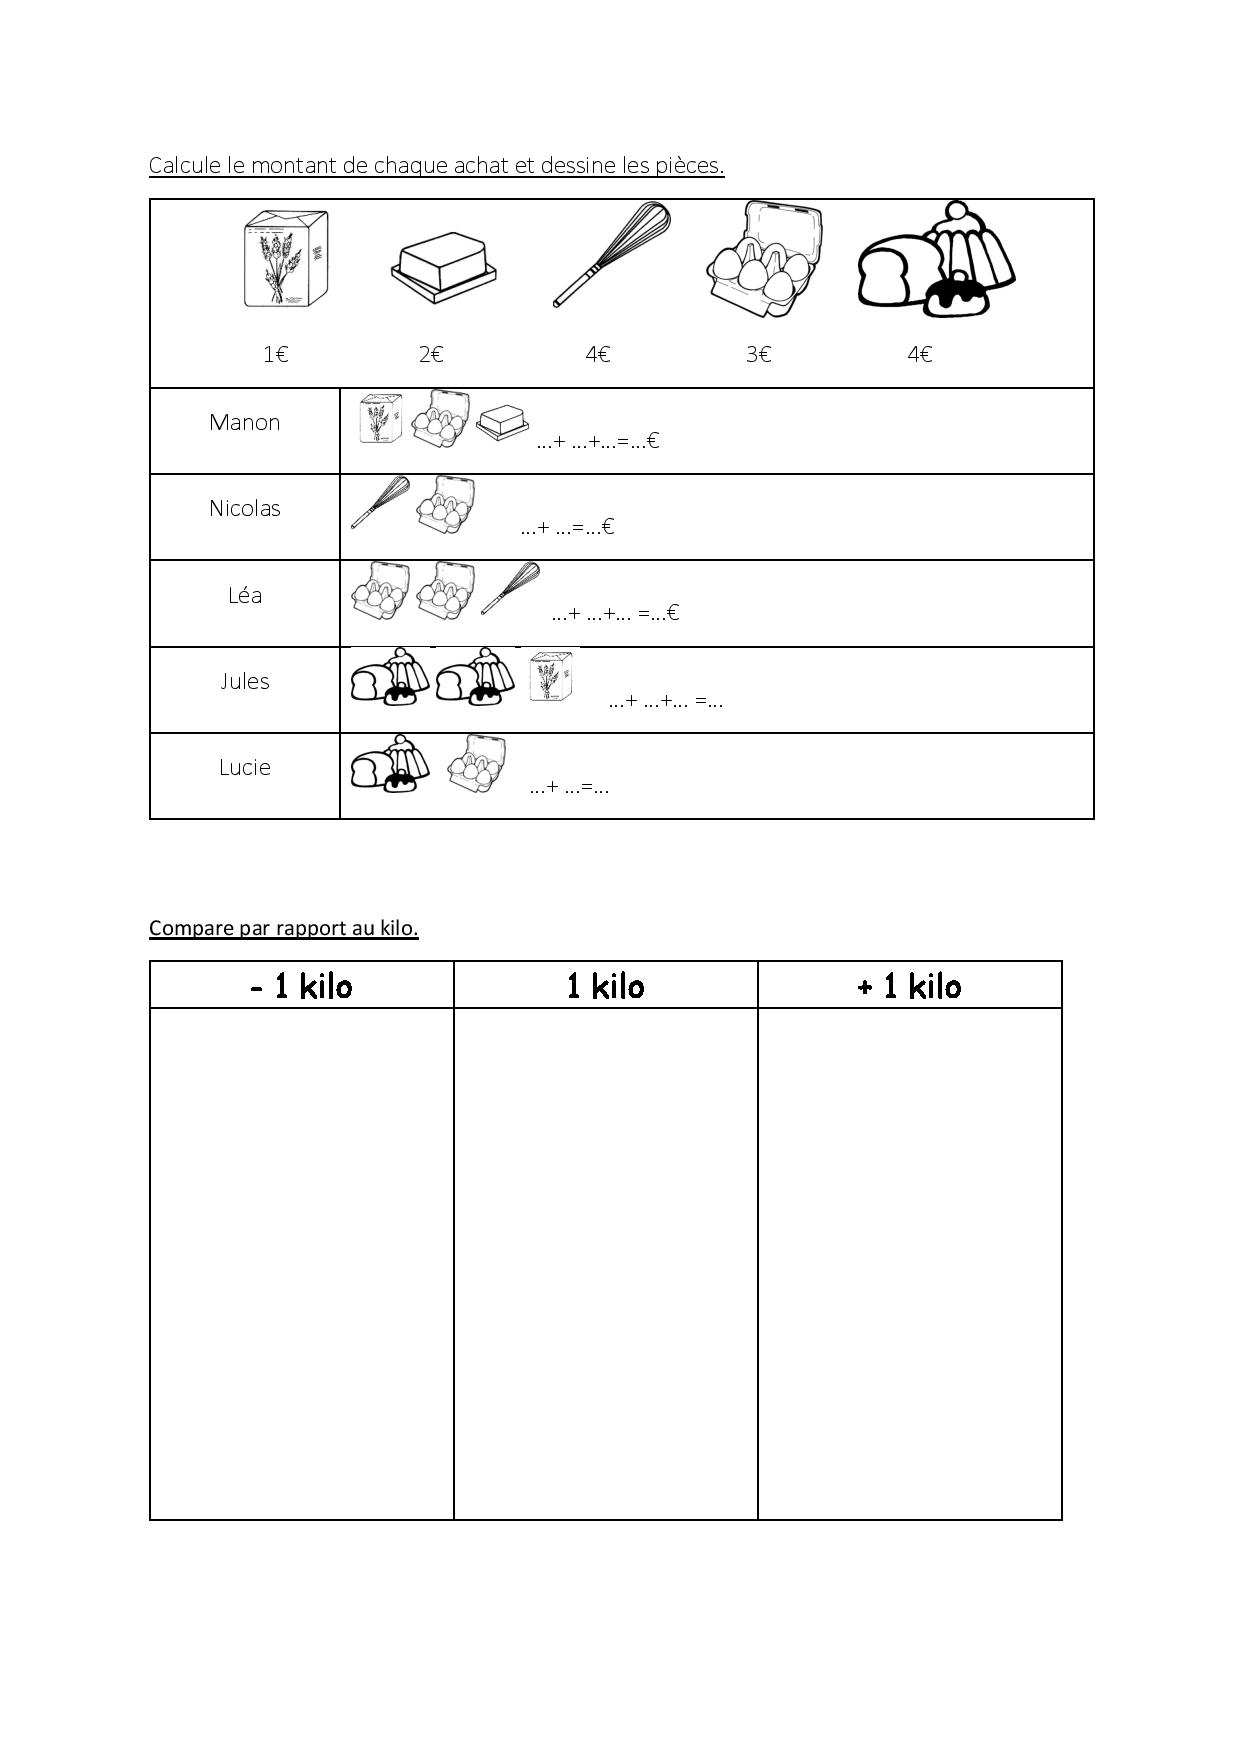 Calcule le montant de chaque achat et dessine les pièces.
1€ 2€ 4€ 3€ 4€
Manon ...+ ...+...=...€
Nicolas ...+ ...=...€
Léa ...+ ...+... =...€
Jules ...+ ...+... =...
Lucie ...+ ...=...
Compare par rapport au kilo.
- 1 kilo 1 kilo + 1 kilo